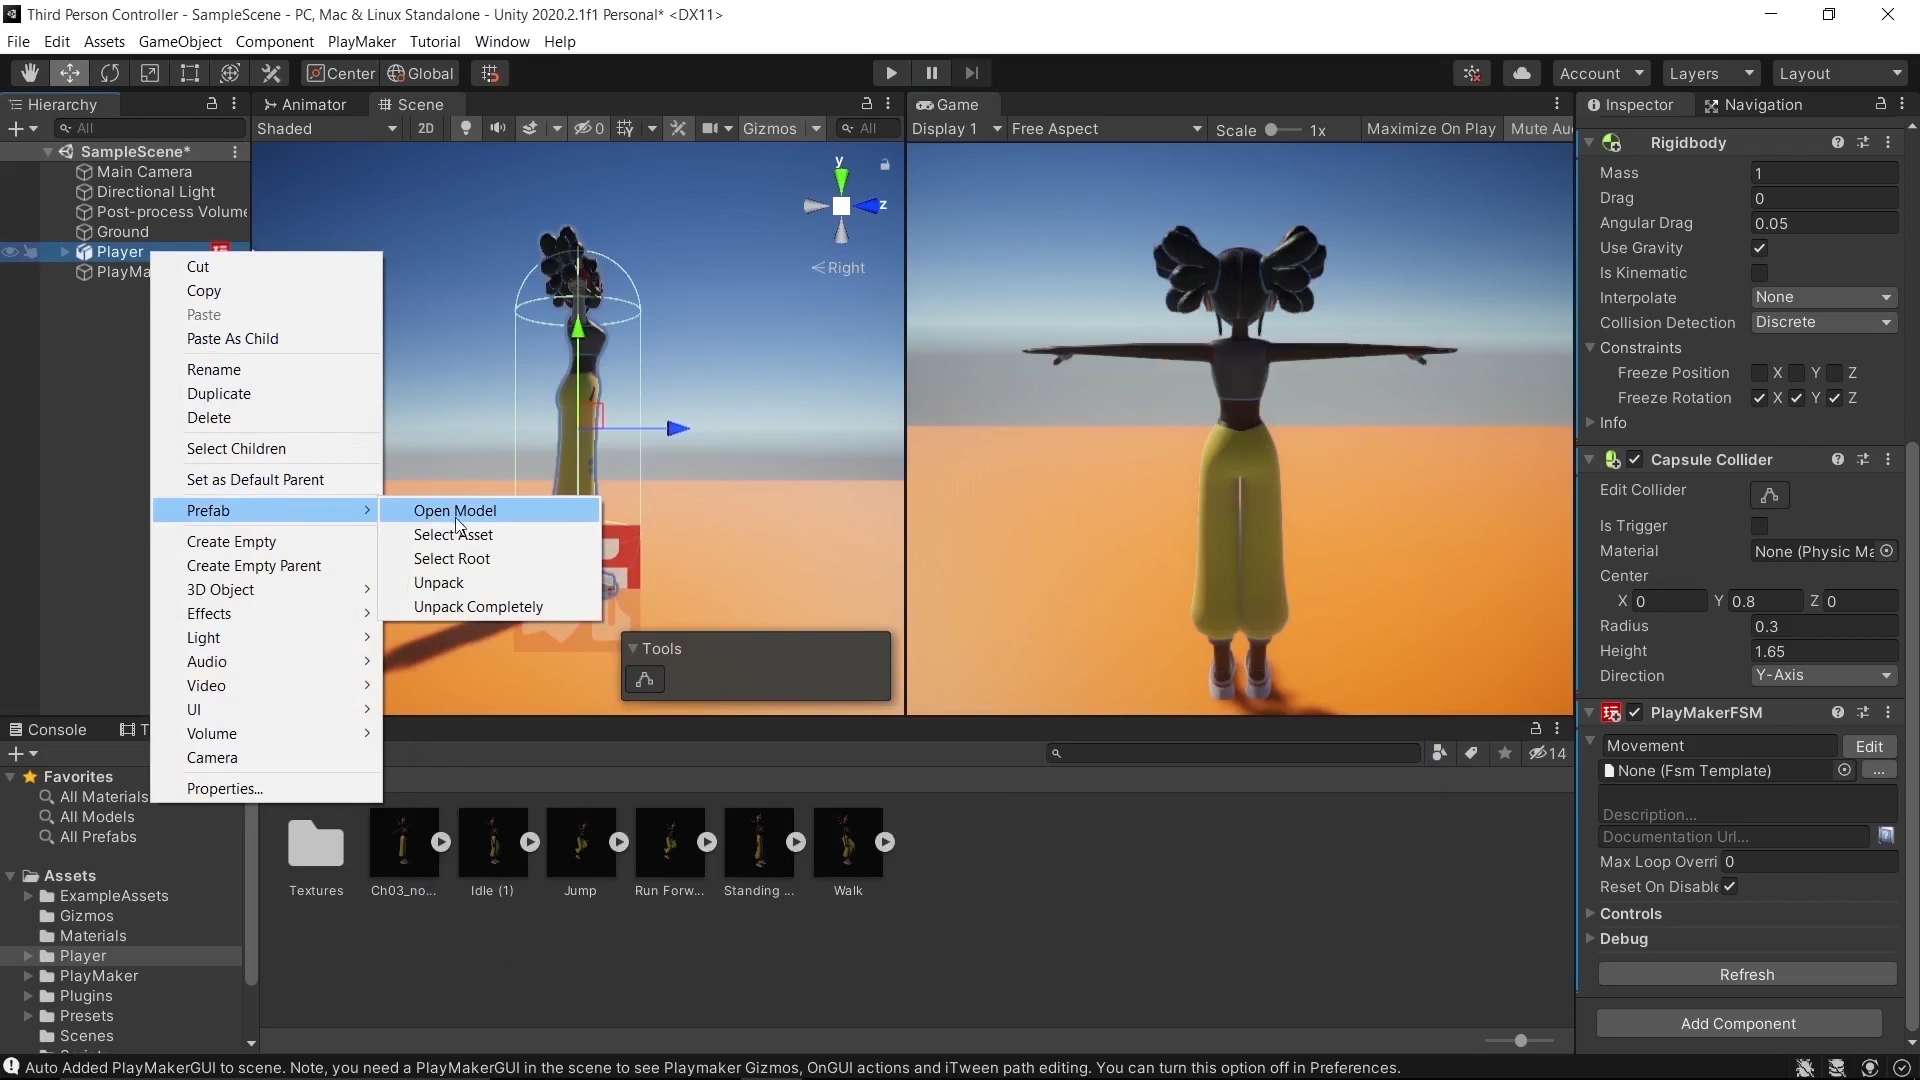 Third Person Controller - SampleScene - PC, Mac & Linux Standalone - Unity 2020.2.1f1 Personal* <DX11>
File Edit Assets GameObject Component PlayMaker Tutorial Window Help
Center Global Account Layers Layout
Hierarchy Animator Scene Game Inspector Navigation
All Shaded 2D 0 Gizmos All Display 1 Free Aspect Scale 1x Maximize On Play Mute Au
SampleScene*
Main Camera
Directional Light
Post-process Volume
Ground
Player
PlayMa
Cut
Copy
Paste
Paste As Child
Rename
Duplicate
Delete
Select Children
Set as Default Parent
Prefab
Create Empty
Create Empty Parent
3D Object
Effects
Light
Audio
Video
UI
Volume
Camera
Properties...
Open Model
Select Asset
Select Root
Unpack
Unpack Completely
y
z
Right
Tools
Rigidbody
Mass 1
Drag 0
Angular Drag 0.05
Use Gravity
Is Kinematic
Interpolate None
Collision Detection Discrete
Constraints
Freeze Position X Y Z
Freeze Rotation X Y Z
Info
Capsule Collider
Edit Collider
Is Trigger
Material None (Physic Ma
Center
X 0 Y 0.8 Z 0
Radius 0.3
Height 1.65
Direction Y-Axis
PlayMakerFSM
Movement Edit
None (Fsm Template) ...
Description...
Documentation Url...
Max Loop Overri 0
Reset On Disable
Controls
Debug
Refresh
Add Component
Console T
14
Favorites
All Materials
All Models
All Prefabs
Assets
ExampleAssets
Gizmos
Materials
Player
PlayMaker
Plugins
Presets
Scenes
Textures Ch03_no... Idle (1) Jump Run Forw... Standing ... Walk
Auto Added PlayMakerGUI to scene. Note, you need a PlayMakerGUI in the scene to see Playmaker Gizmos, OnGUI actions and iTween path editing. You can turn this option off in Preferences.